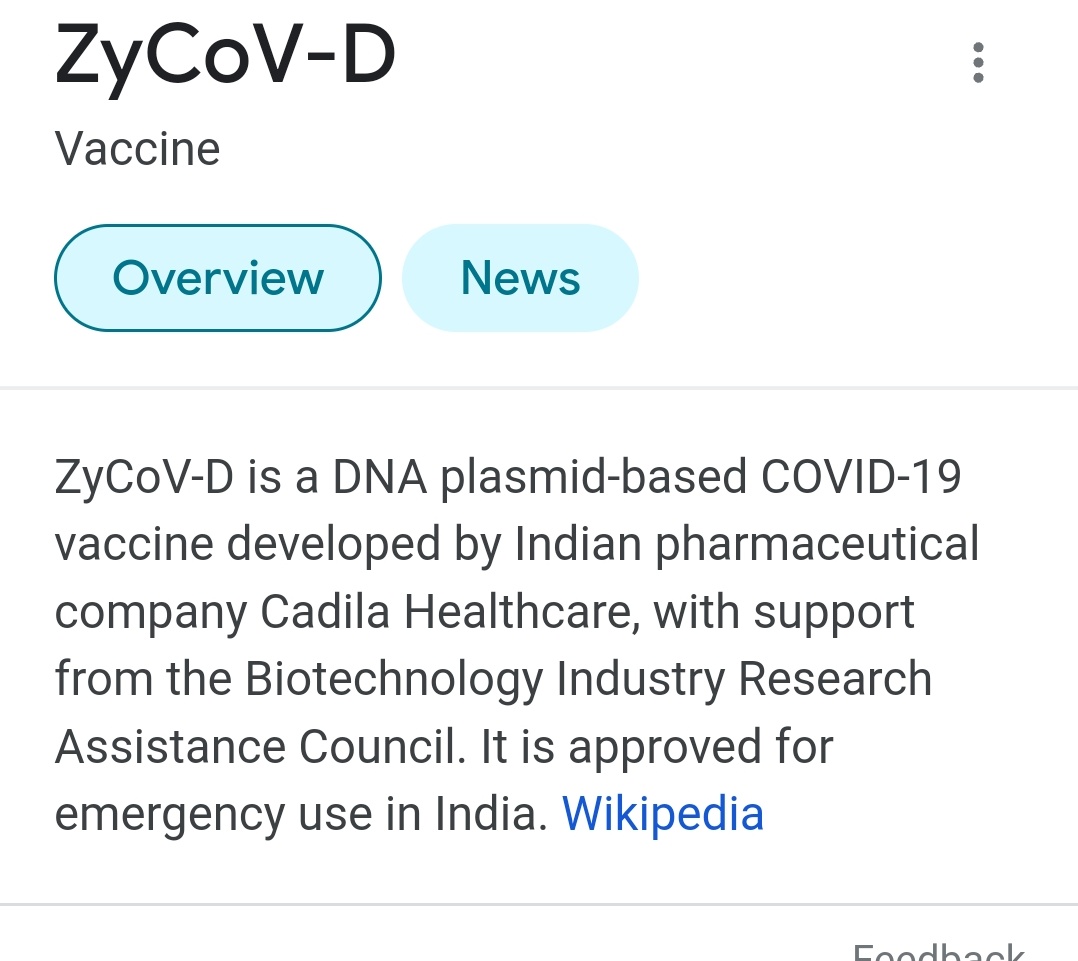 ZyCoV-D
Vaccine
Overview News
ZyCoV-D is a DNA plasmid-based COVID-19
vaccine developed by Indian pharmaceutical
company Cadila Healthcare, with support
from the Biotechnology Industry Research
Assistance Council. It is approved for
emergency use in India. Wikipedia
Feedback